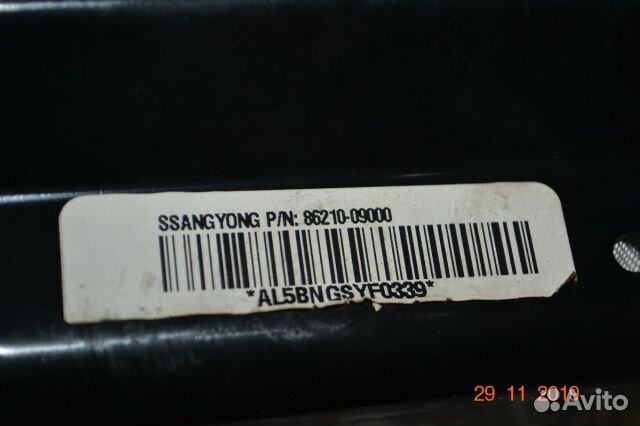 SSANGYONG P/N: 86210-09000
*AL5BNGSYF0339*
29 11 2019
Avito